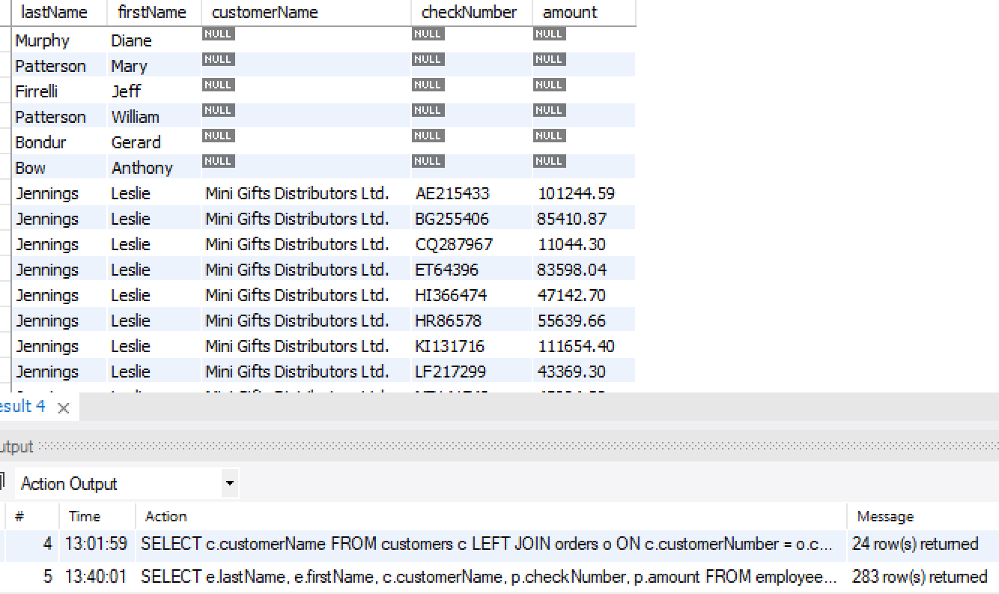 lastName firstName customerName checkNumber amount
Murphy Diane NULL NULL NULL
Patterson Mary NULL NULL NULL
Firrelli Jeff NULL NULL NULL
Patterson William NULL NULL NULL
Bondur Gerard NULL NULL NULL
Bow Anthony NULL NULL NULL
Jennings Leslie Mini Gifts Distributors Ltd. AE215433 101244.59
Jennings Leslie Mini Gifts Distributors Ltd. BG255406 85410.87
Jennings Leslie Mini Gifts Distributors Ltd. CQ287967 11044.30
Jennings Leslie Mini Gifts Distributors Ltd. ET64396 83598.04
Jennings Leslie Mini Gifts Distributors Ltd. HI366474 47142.70
Jennings Leslie Mini Gifts Distributors Ltd. HR86578 55639.66
Jennings Leslie Mini Gifts Distributors Ltd. KI131716 111654.40
Jennings Leslie Mini Gifts Distributors Ltd. LF217299 43369.30
esult 4
utput
Action Output
# Time Action Message
4 13:01:59 SELECT c.customerName FROM customers c LEFT JOIN orders o ON c.customerNumber = o.c... 24 row(s) returned
5 13:40:01 SELECT e.lastName, e.firstName, c.customerName, p.checkNumber, p.amount FROM employee... 283 row(s) returned